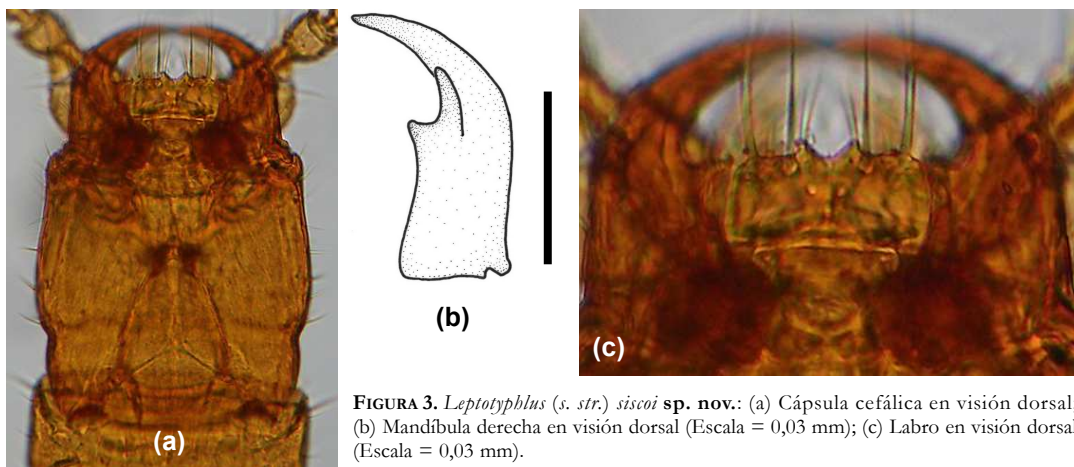 (a)
(b)
(c)
FIGURA 3. Leptotyphlus (s. str.) siscoi sp. nov.: (a) Cápsula cefálica en visión dorsal;
(b) Mandíbula derecha en visión dorsal (Escala = 0,03 mm); (c) Labro en visión dorsal
(Escala = 0,03 mm).